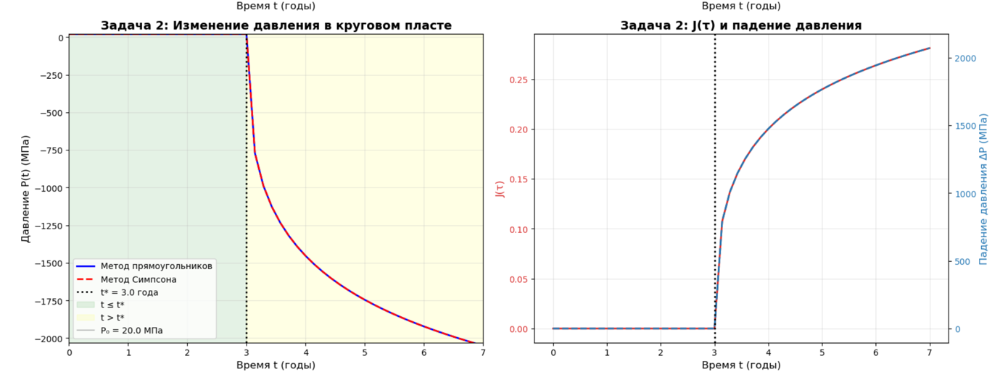 Время t (годы)
Время t (годы)
Задача 2: Изменение давления в круговом пласте
Давление P(t) (МПа)
0
−250
−500
−750
−1000
−1250
−1500
−1750
−2000
Метод прямоугольников
Метод Симпсона
t* = 3.0 года
t ≤ t*
t > t*
P₀ = 20.0 МПа
0 1 2 3 4 5 6 7
Время t (годы)
Задача 2: J(τ) и падение давления
J(τ)
0.25
0.20
0.15
0.10
0.05
0.00
2000
1500
1000
500
0
Падение давления ΔP (МПа)
0 1 2 3 4 5 6 7
Время t (годы)